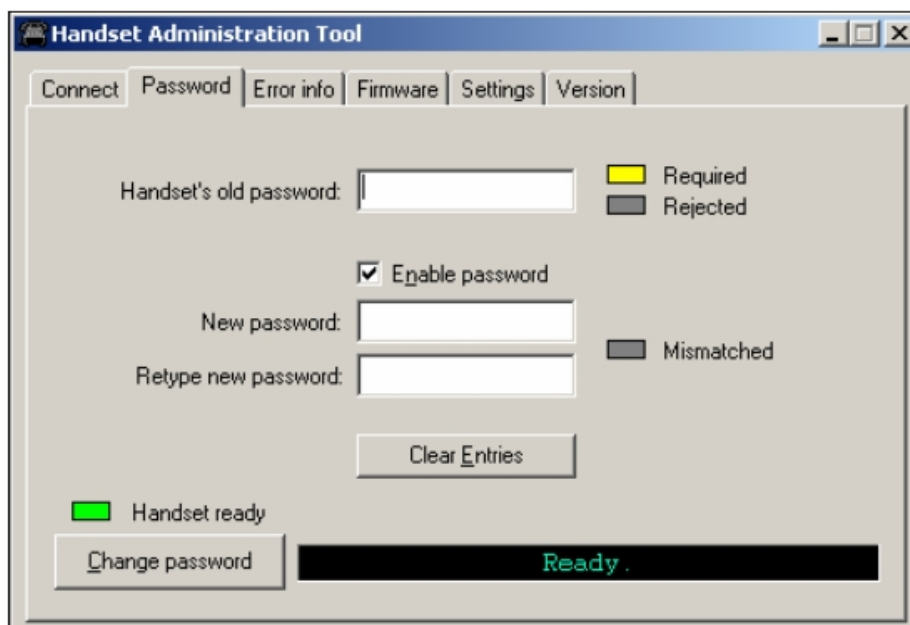 Handset Administration Tool
Connect Password Error info Firmware Settings Version
Handset's old password:
Required
Rejected
Enable password
New password:
Mismatched
Retype new password:
Clear Entries
Handset ready
Change password
Ready.